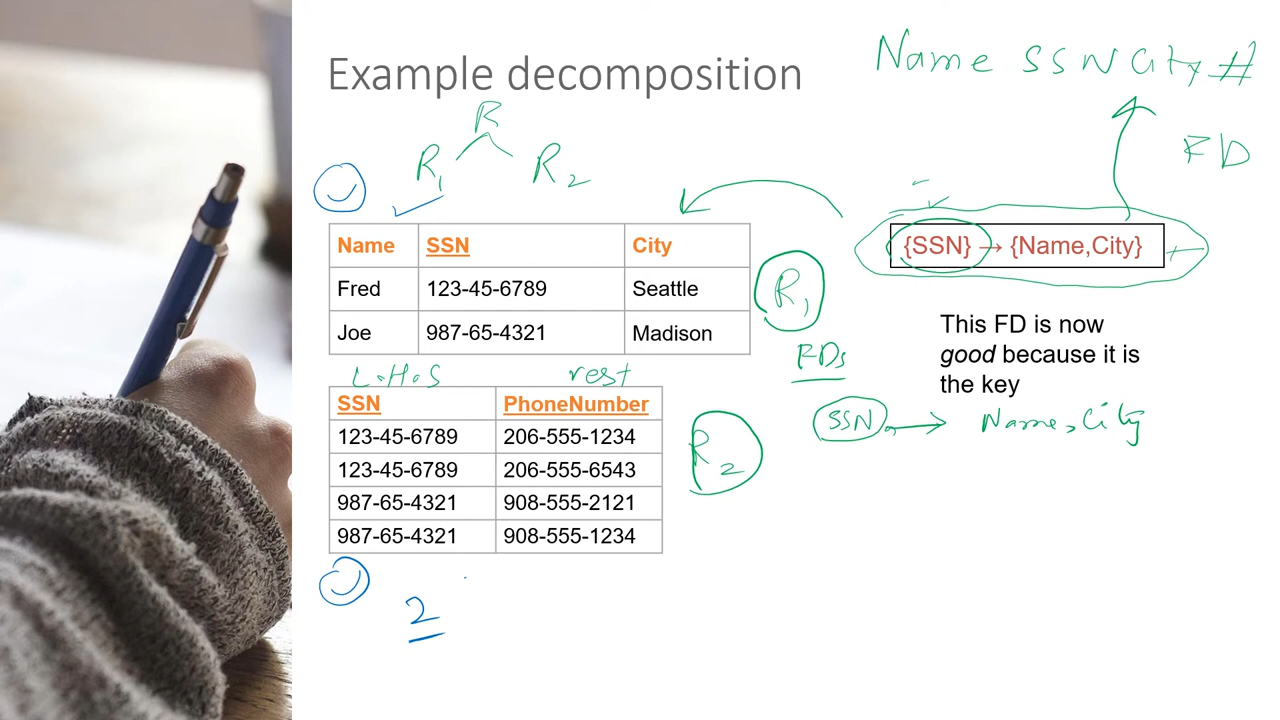 Example decomposition
Name SSN City #
R
R1 R2
FD
Name SSN City
Fred 123-45-6789 Seattle
Joe 987-65-4321 Madison
R1
{SSN} → {Name,City}
This FD is now
good because it is
the key
FDs
SSN → Name, City
L.H.S rest
SSN PhoneNumber
123-45-6789 206-555-1234
123-45-6789 206-555-6543
987-65-4321 908-555-2121
987-65-4321 908-555-1234
R2
2